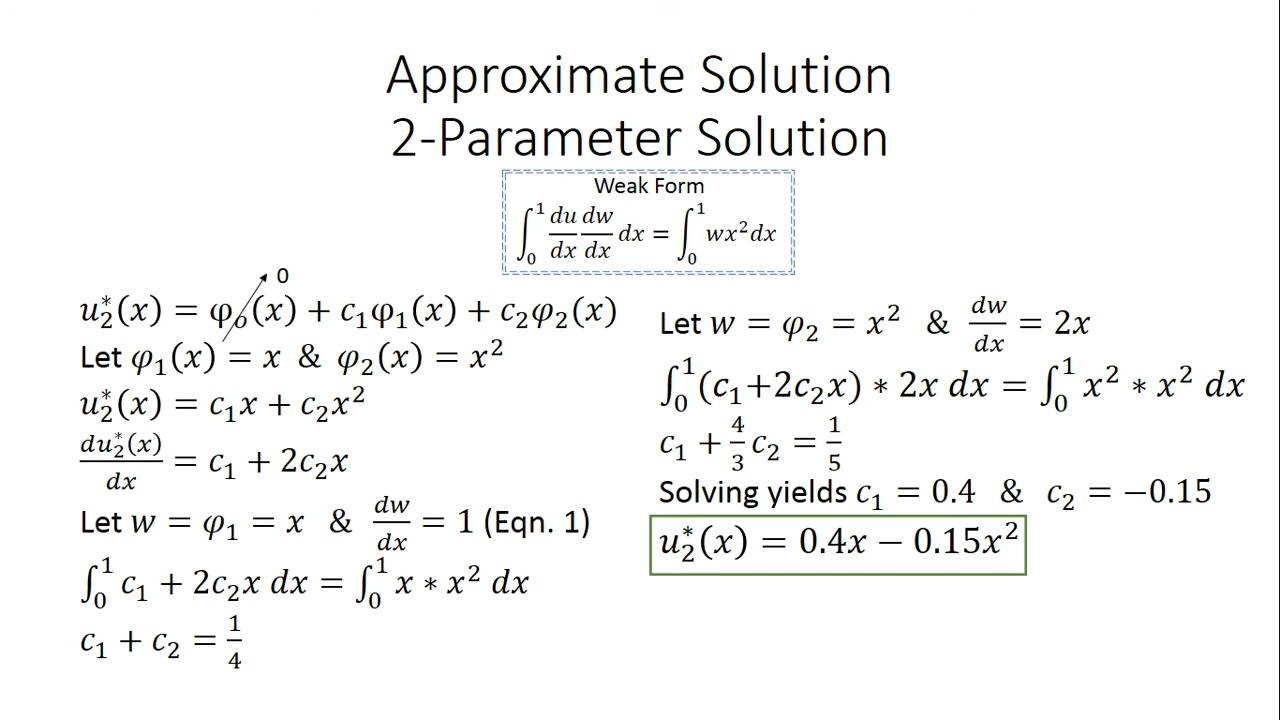 Approximate Solution
2-Parameter Solution
Weak Form
∫₀¹ du/dx dw/dx dx = ∫₀¹ wx² dx
0
u₂*(x) = φₒ(x) + c₁φ₁(x) + c₂φ₂(x)
Let φ₁(x) = x & φ₂(x) = x²
u₂*(x) = c₁x + c₂x²
du₂*(x)/dx = c₁ + 2c₂x
Let w = φ₁ = x & dw/dx = 1 (Eqn. 1)
∫₀¹ c₁ + 2c₂x dx = ∫₀¹ x ∗ x² dx
c₁ + c₂ = 1/4
Let w = φ₂ = x² & dw/dx = 2x
∫₀¹(c₁+2c₂x) ∗ 2x dx = ∫₀¹ x² ∗ x² dx
c₁ + 4/3 c₂ = 1/5
Solving yields c₁ = 0.4 & c₂ = −0.15
u₂*(x) = 0.4x − 0.15x²